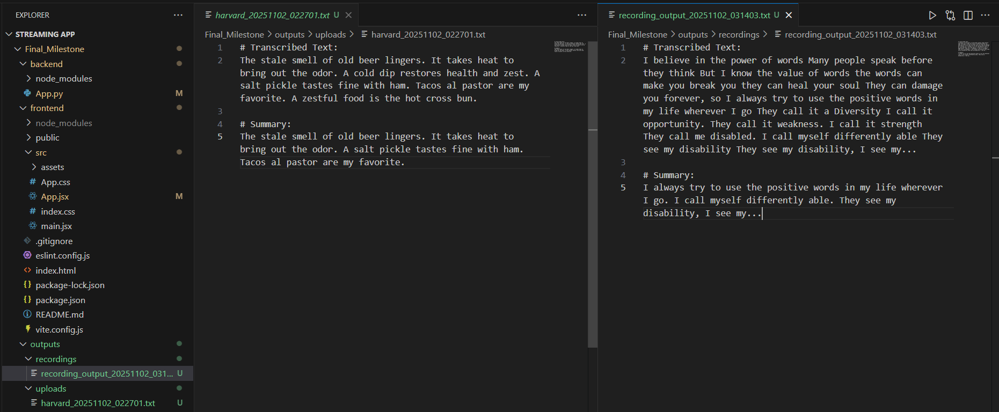 EXPLORER
STREAMING APP
Final_Milestone
backend
node_modules
App.py M
frontend
node_modules
public
src
assets
App.css
App.jsx M
index.css
main.jsx
.gitignore
eslint.config.js
index.html
package-lock.json
package.json
README.md
vite.config.js
outputs
recordings
recording_output_20251102_031... U
uploads
harvard_20251102_022701.txt U
harvard_20251102_022701.txt U
Final_Milestone > outputs > uploads > harvard_20251102_022701.txt
1 # Transcribed Text:
2 The stale smell of old beer lingers. It takes heat to
bring out the odor. A cold dip restores health and zest. A
salt pickle tastes fine with ham. Tacos al pastor are my
favorite. A zestful food is the hot cross bun.
3
4 # Summary:
5 The stale smell of old beer lingers. It takes heat to
bring out the odor. A salt pickle tastes fine with ham.
Tacos al pastor are my favorite.
recording_output_20251102_031403.txt U
Final_Milestone > outputs > recordings > recording_output_20251102_031403.txt
1 # Transcribed Text:
2 I believe in the power of words Many people speak before
they think But I know the value of words the words can
make you break you they can heal your soul They can damage
you forever, so I always try to use the positive words in
my life wherever I go They call it a Diversity I call it
opportunity. They call it weakness. I call it strength
They call me disabled. I call myself differently able They
see my disability They see my disability, I see my...
3
4 # Summary:
5 I always try to use the positive words in my life wherever
I go. I call myself differently able. They see my
disability, I see my...